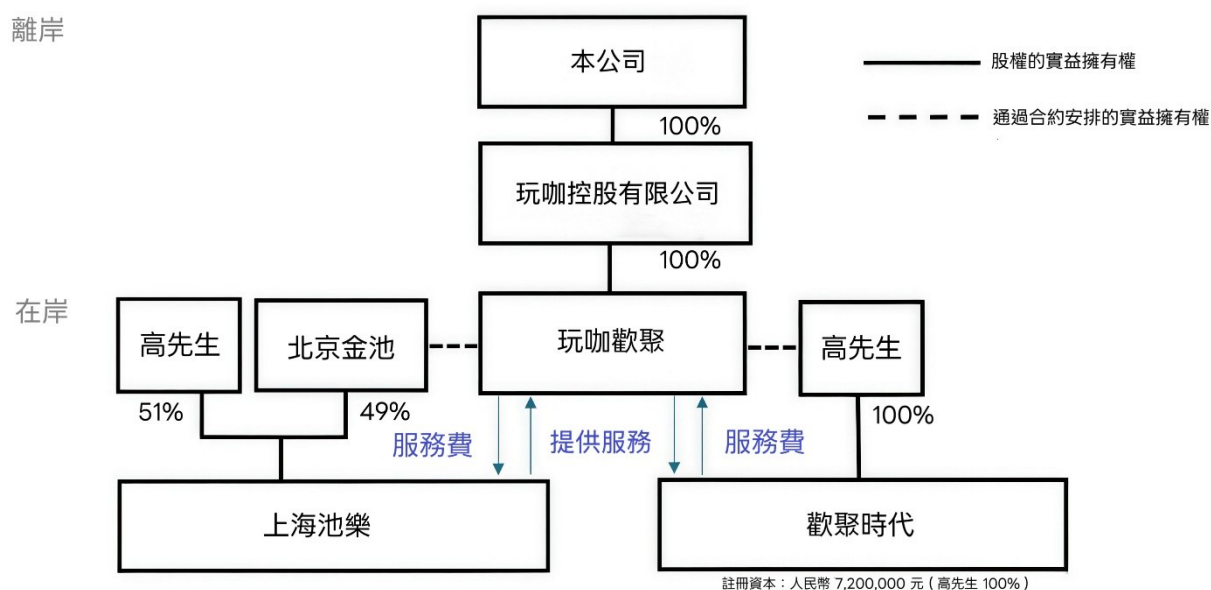 離岸
本公司
股權的實益擁有權
100%
通過合約安排的實益擁有權
玩咖控股有限公司
100%
在岸
高先生
北京金池
玩咖歡聚
高先生
51%
49%
100%
服務費
提供服務
服務費
上海池樂
歡聚時代
註冊資本：人民幣 7,200,000 元 ( 高先生 100% )